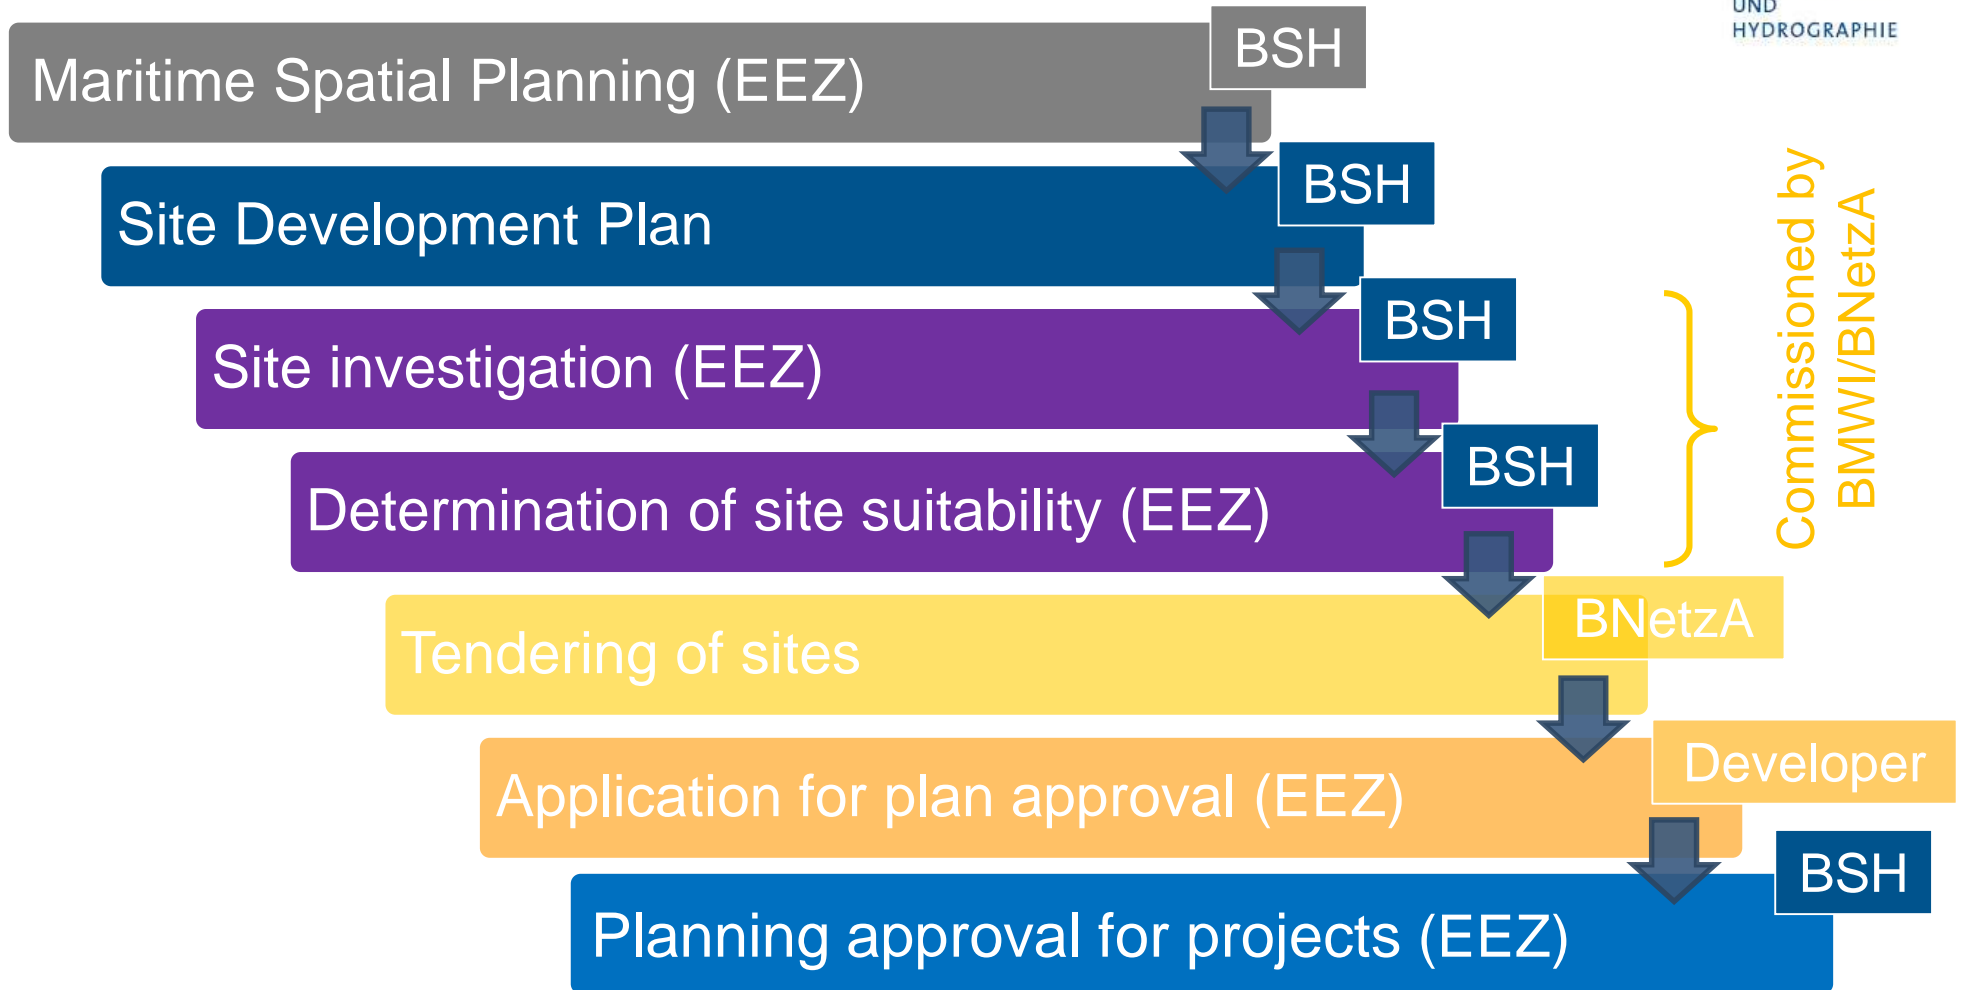 UND
HYDROGRAPHIE
BSH
Maritime Spatial Planning (EEZ)
BSH
Site Development Plan
BSH
Site investigation (EEZ)
BSH
Determination of site suitability (EEZ)
Commissioned by
BMWI/BNetzA
BNetzA
Tendering of sites
Developer
Application for plan approval (EEZ)
BSH
Planning approval for projects (EEZ)